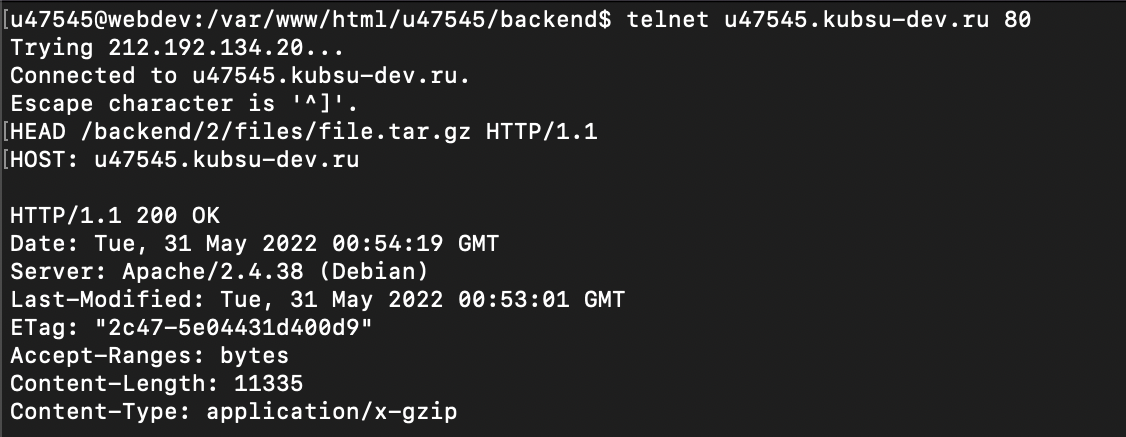 [u47545@webdev:/var/www/html/u47545/backend$ telnet u47545.kubsu-dev.ru 80
Trying 212.192.134.20...
Connected to u47545.kubsu-dev.ru.
Escape character is '^]'.
[HEAD /backend/2/files/file.tar.gz HTTP/1.1
[HOST: u47545.kubsu-dev.ru
HTTP/1.1 200 OK
Date: Tue, 31 May 2022 00:54:19 GMT
Server: Apache/2.4.38 (Debian)
Last-Modified: Tue, 31 May 2022 00:53:01 GMT
ETag: "2c47-5e04431d400d9"
Accept-Ranges: bytes
Content-Length: 11335
Content-Type: application/x-gzip